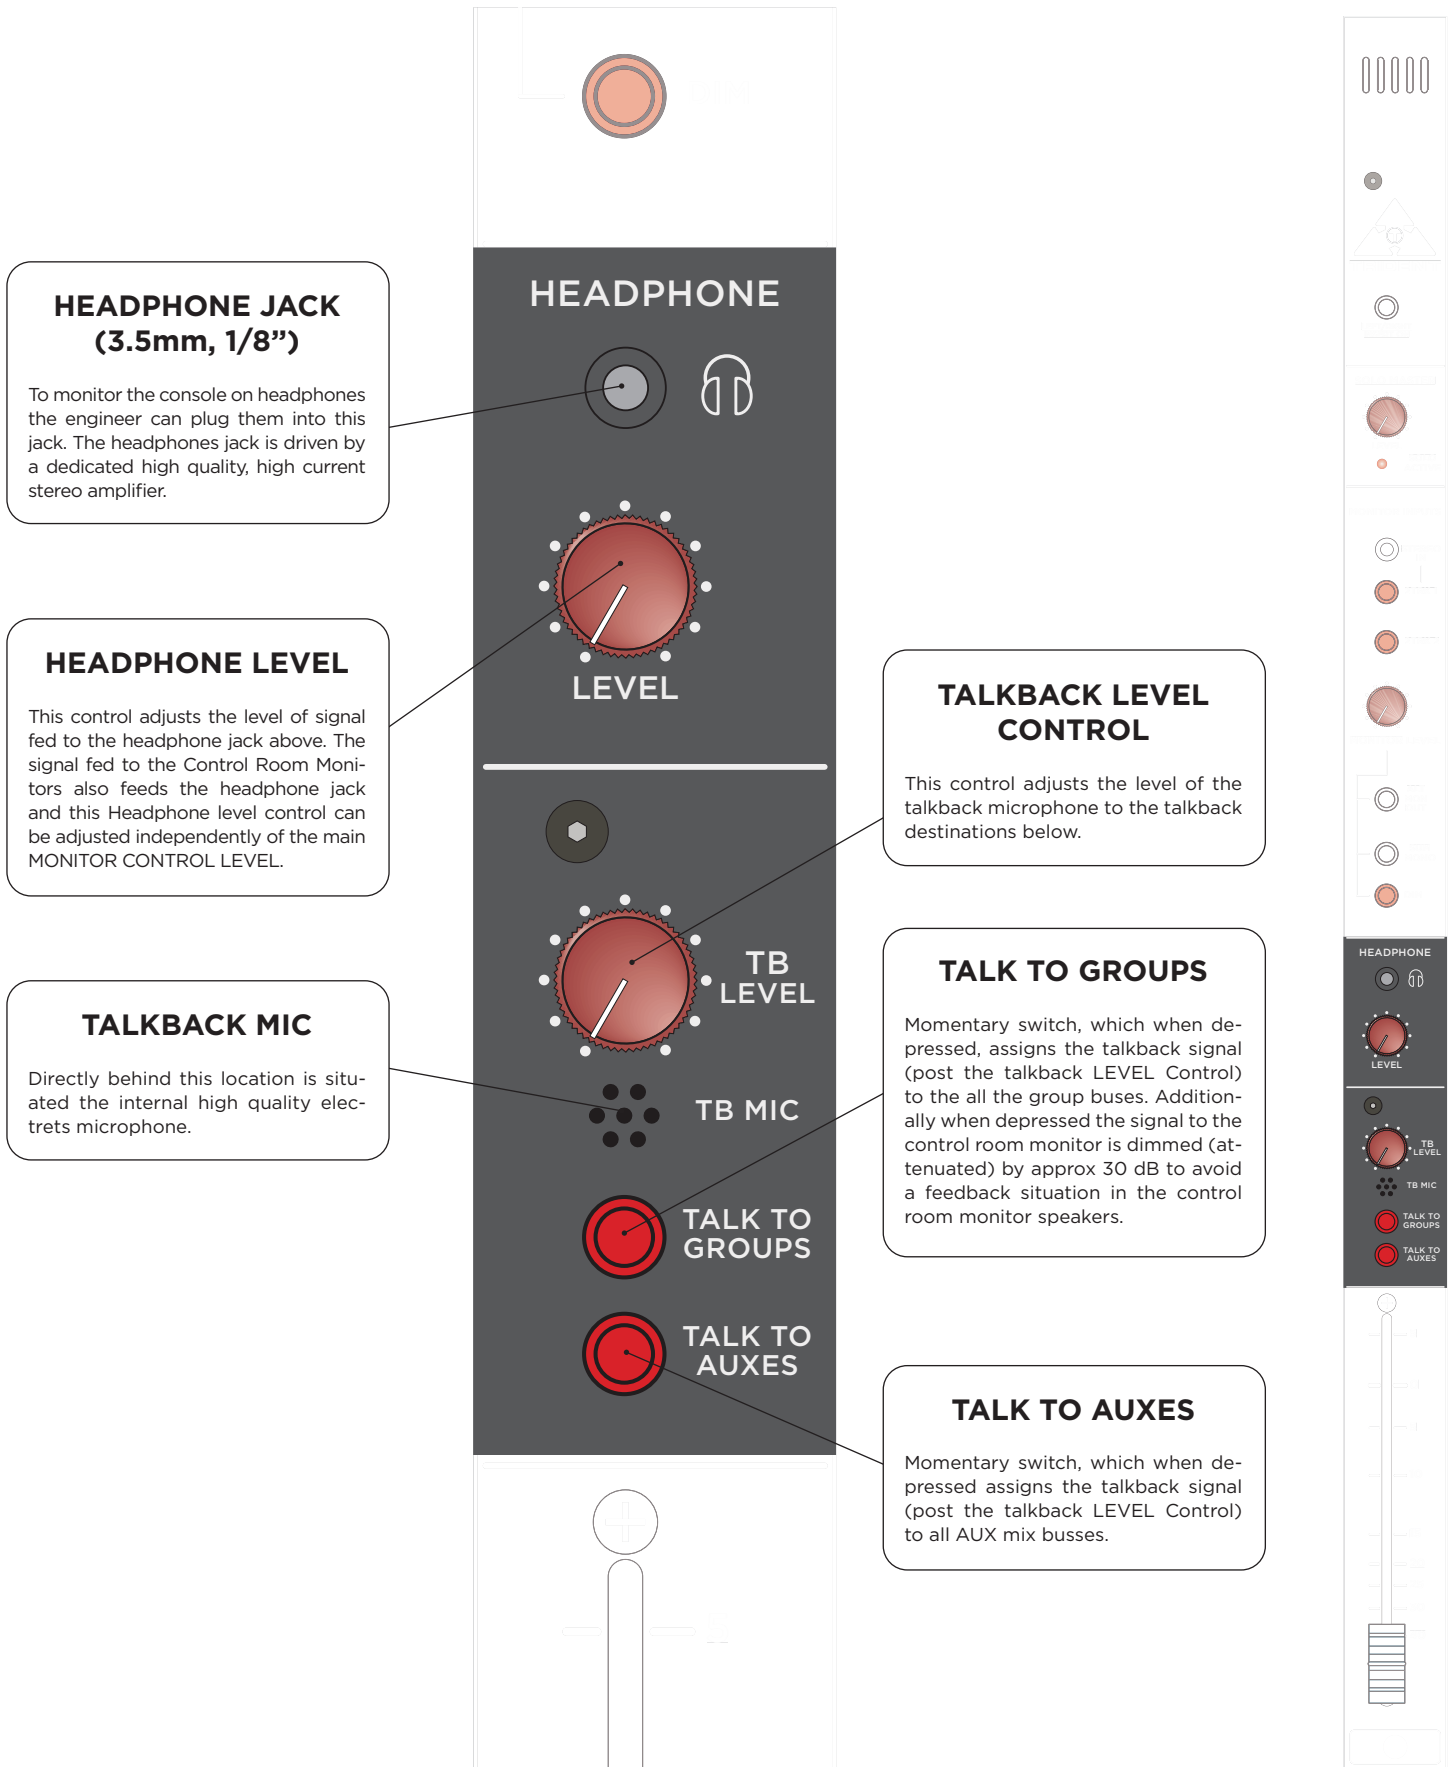 HEADPHONE JACK
(3.5mm, 1/8”)
To monitor the console on headphones
the engineer can plug them into this
jack. The headphones jack is driven by
a dedicated high quality, high current
stereo amplifier.
HEADPHONE LEVEL
This control adjusts the level of signal
fed to the headphone jack above. The
signal fed to the Control Room Moni-
tors also feeds the headphone jack
and this Headphone level control can
be adjusted independently of the main
MONITOR CONTROL LEVEL.
TALKBACK MIC
Directly behind this location is situ-
ated the internal high quality elec-
trets microphone.
HEADPHONE
LEVEL
TB
LEVEL
TB MIC
TALK TO
GROUPS
TALK TO
AUXES
TALKBACK LEVEL
CONTROL
This control adjusts the level of the
talkback microphone to the talkback
destinations below.
TALK TO GROUPS
Momentary switch, which when de-
pressed, assigns the talkback signal
(post the talkback LEVEL Control)
to the all the group buses. Addition-
ally when depressed the signal to the
control room monitor is dimmed (at-
tenuated) by approx 30 dB to avoid
a feedback situation in the control
room monitor speakers.
TALK TO AUXES
Momentary switch, which when de-
pressed assigns the talkback signal
(post the talkback LEVEL Control)
to all AUX mix busses.
HEADPHONE
LEVEL
TB
LEVEL
TB MIC
TALK TO
GROUPS
TALK TO
AUXES